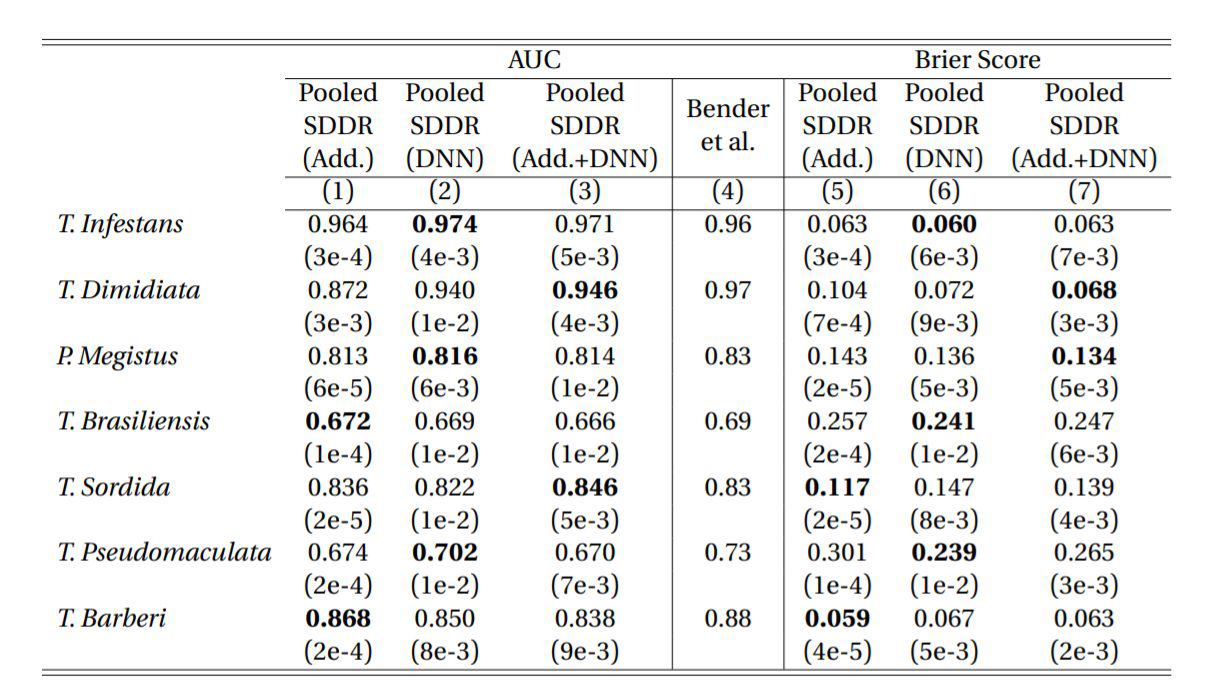 AUC Brier Score
Pooled Pooled Pooled Bender Pooled Pooled Pooled
SDDR SDDR SDDR et al. SDDR SDDR SDDR
(Add.) (DNN) (Add.+DNN) (Add.) (DNN) (Add.+DNN)
(1) (2) (3) (4) (5) (6) (7)
T. Infestans 0.964 0.974 0.971 0.96 0.063 0.060 0.063
(3e-4) (4e-3) (5e-3) (3e-4) (6e-3) (7e-3)
T. Dimidiata 0.872 0.940 0.946 0.97 0.104 0.072 0.068
(3e-3) (1e-2) (4e-3) (7e-4) (9e-3) (3e-3)
P. Megistus 0.813 0.816 0.814 0.83 0.143 0.136 0.134
(6e-5) (6e-3) (1e-2) (2e-5) (5e-3) (5e-3)
T. Brasiliensis 0.672 0.669 0.666 0.69 0.257 0.241 0.247
(1e-4) (1e-2) (1e-2) (2e-4) (1e-2) (6e-3)
T. Sordida 0.836 0.822 0.846 0.83 0.117 0.147 0.139
(2e-5) (1e-2) (5e-3) (2e-5) (8e-3) (4e-3)
T. Pseudomaculata 0.674 0.702 0.670 0.73 0.301 0.239 0.265
(2e-4) (1e-2) (7e-3) (1e-4) (1e-2) (3e-3)
T. Barberi 0.868 0.850 0.838 0.88 0.059 0.067 0.063
(2e-4) (8e-3) (9e-3) (4e-5) (5e-3) (2e-3)